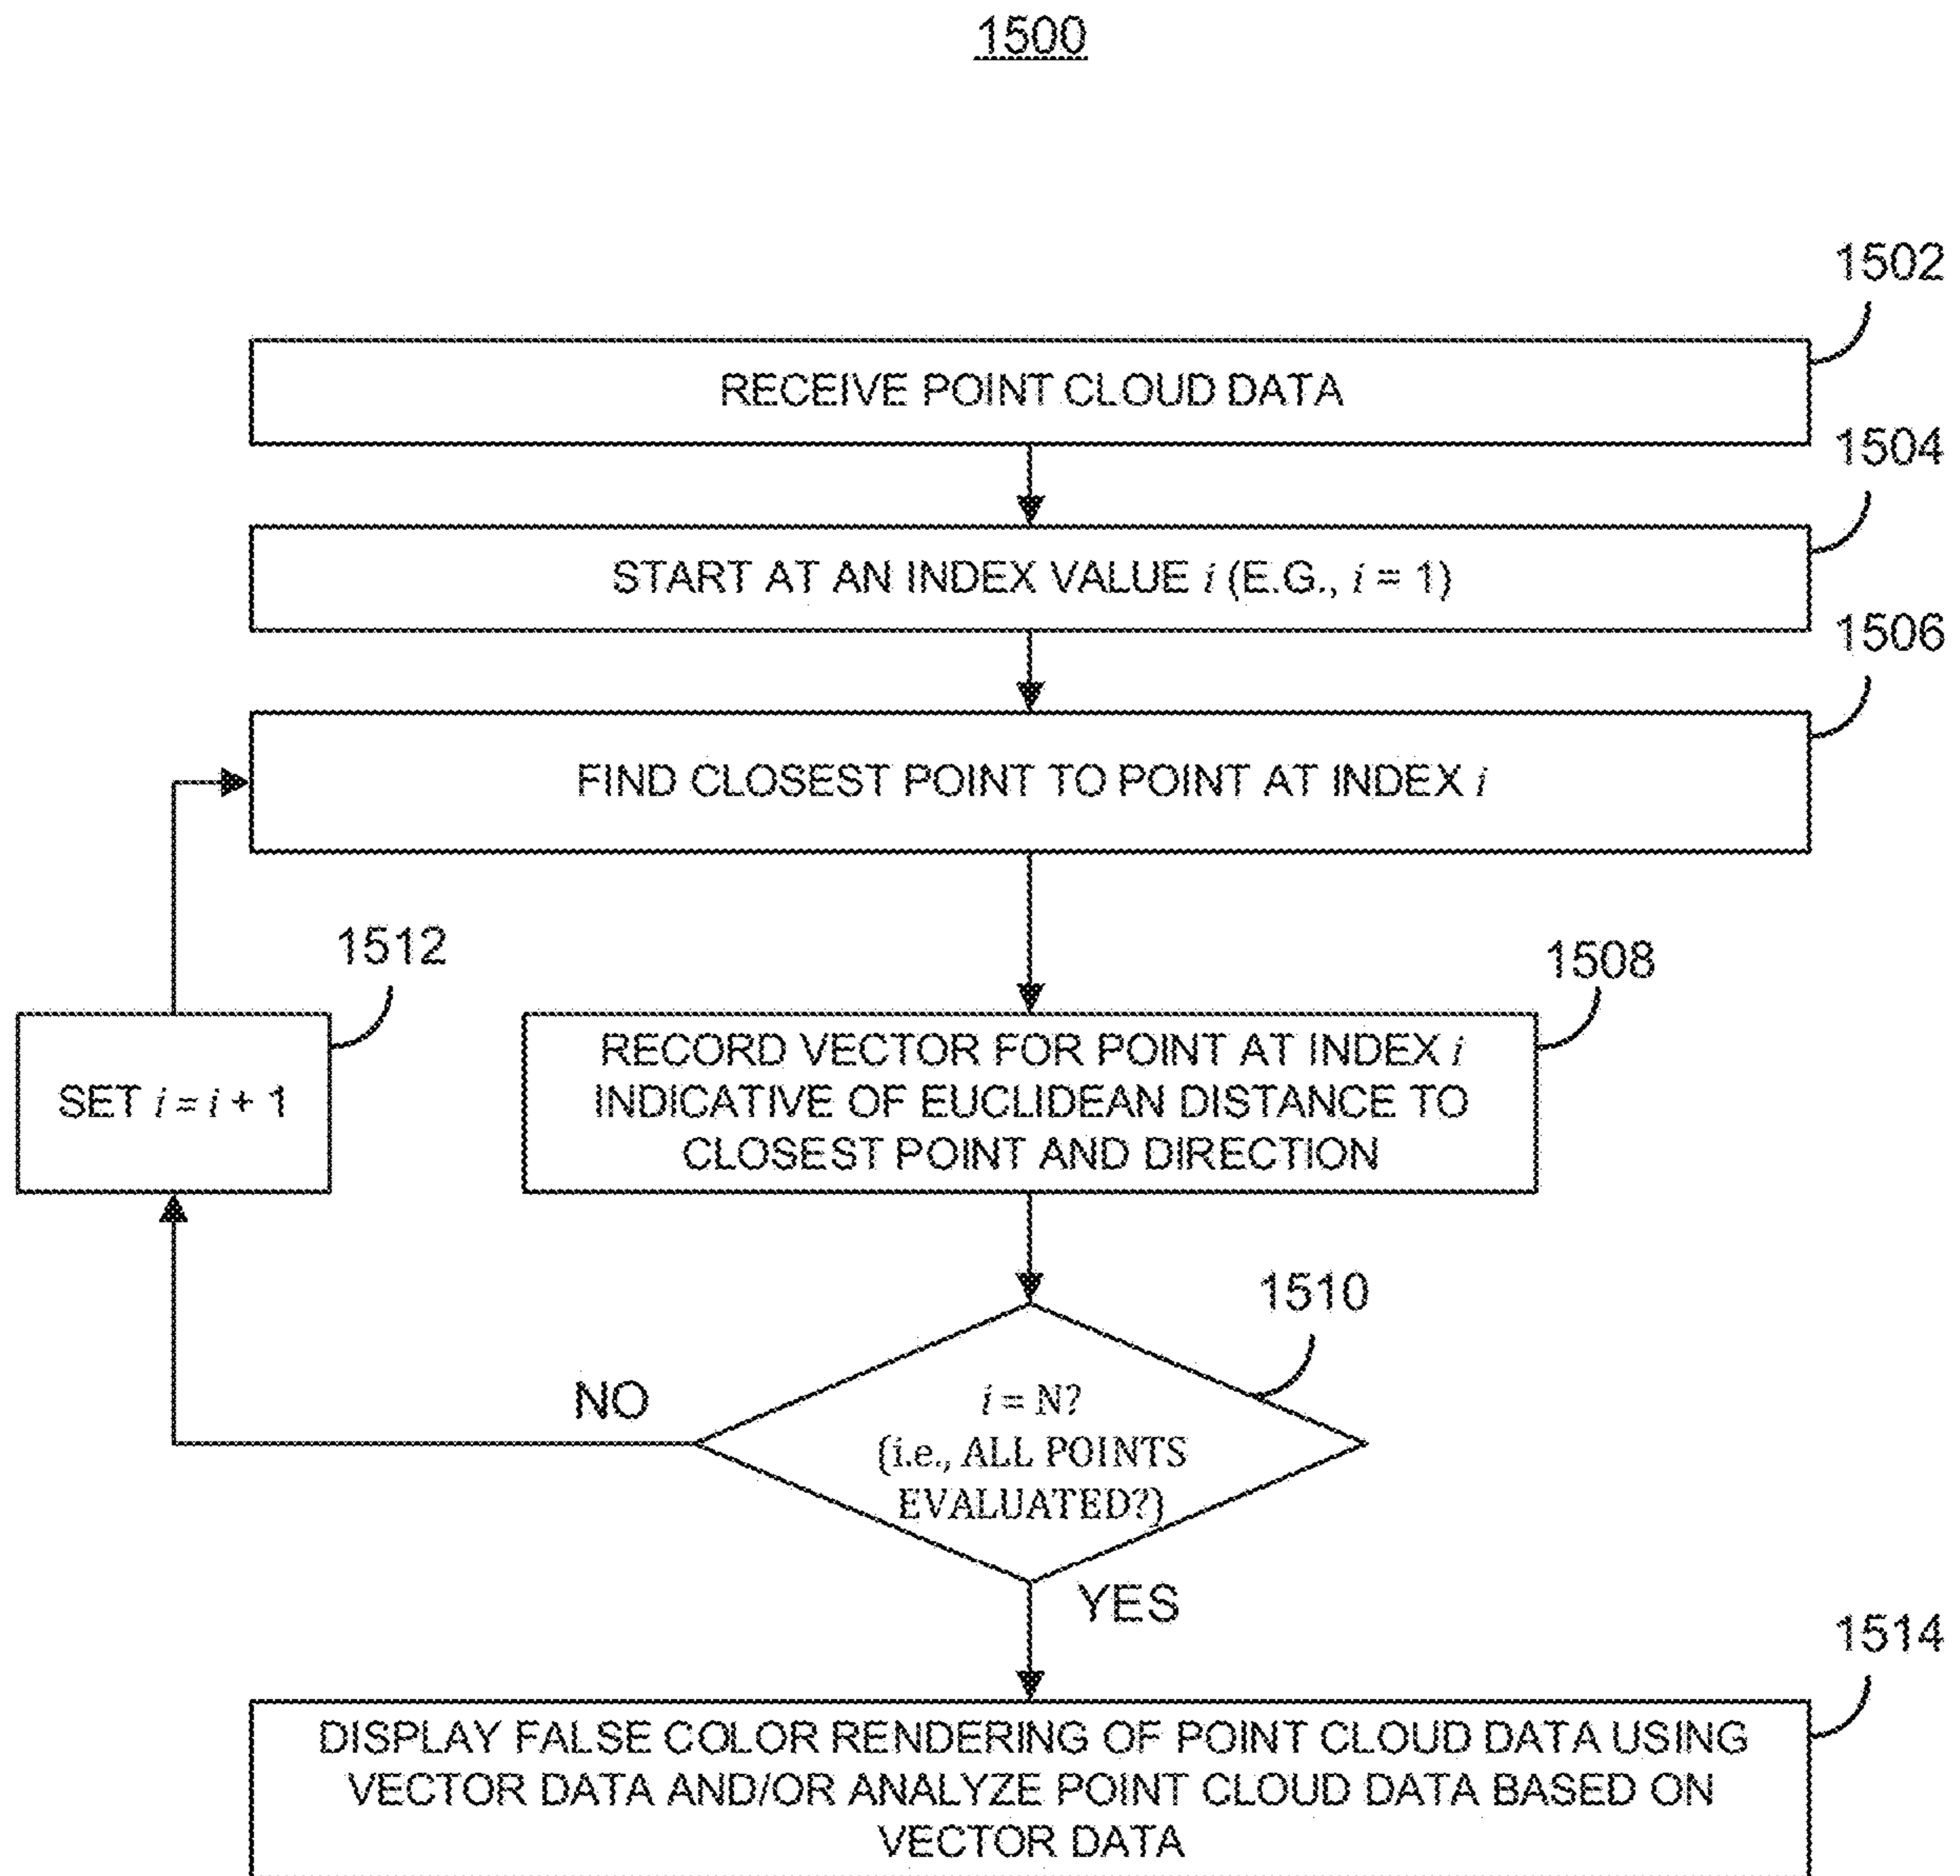 1500
1502
RECEIVE POINT CLOUD DATA
1504
START AT AN INDEX VALUE i (E.G., i = 1)
1506
FIND CLOSEST POINT TO POINT AT INDEX i
1512
SET i = i + 1
1508
RECORD VECTOR FOR POINT AT INDEX i
INDICATIVE OF EUCLIDEAN DISTANCE TO
CLOSEST POINT AND DIRECTION
1510
i = N?
(i.e., ALL POINTS
EVALUATED?)
NO
YES
1514
DISPLAY FALSE COLOR RENDERING OF POINT CLOUD DATA USING
VECTOR DATA AND/OR ANALYZE POINT CLOUD DATA BASED ON
VECTOR DATA